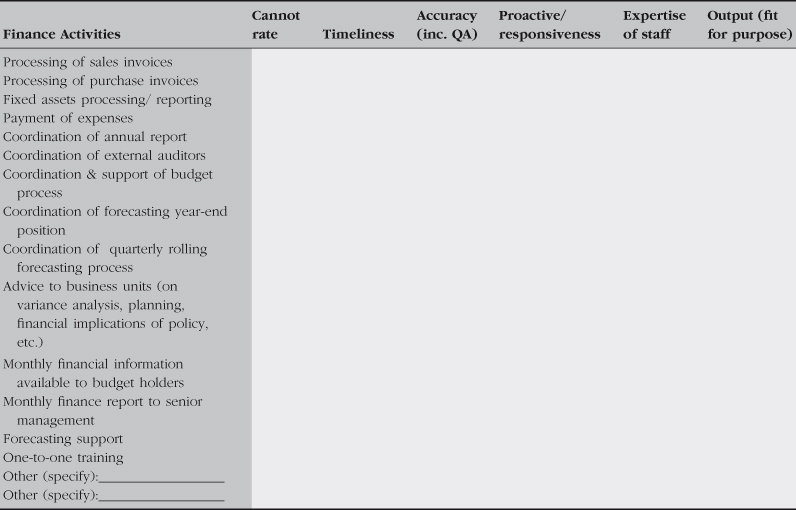 Finance Activities Cannot rate Timeliness Accuracy (inc. QA) Proactive/ responsiveness Expertise of staff Output (fit for purpose)
Processing of sales invoices
Processing of purchase invoices
Fixed assets processing/ reporting
Payment of expenses
Coordination of annual report
Coordination of external auditors
Coordination & support of budget
process
Coordination of forecasting year-end
position
Coordination of quarterly rolling
forecasting process
Advice to business units (on
variance analysis, planning,
financial implications of policy,
etc.)
Monthly financial information
available to budget holders
Monthly finance report to senior
management
Forecasting support
One-to-one training
Other (specify):____________________
Other (specify):____________________